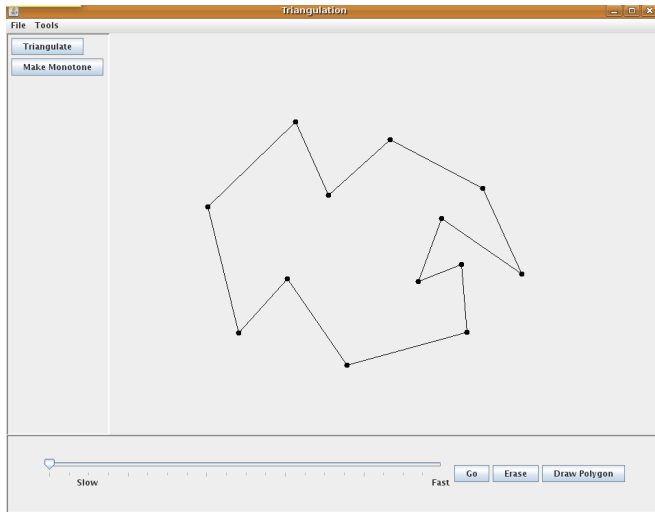 Triangulation
File Tools
Triangulate
Make Monotone
Slow Fast
Go Erase Draw Polygon